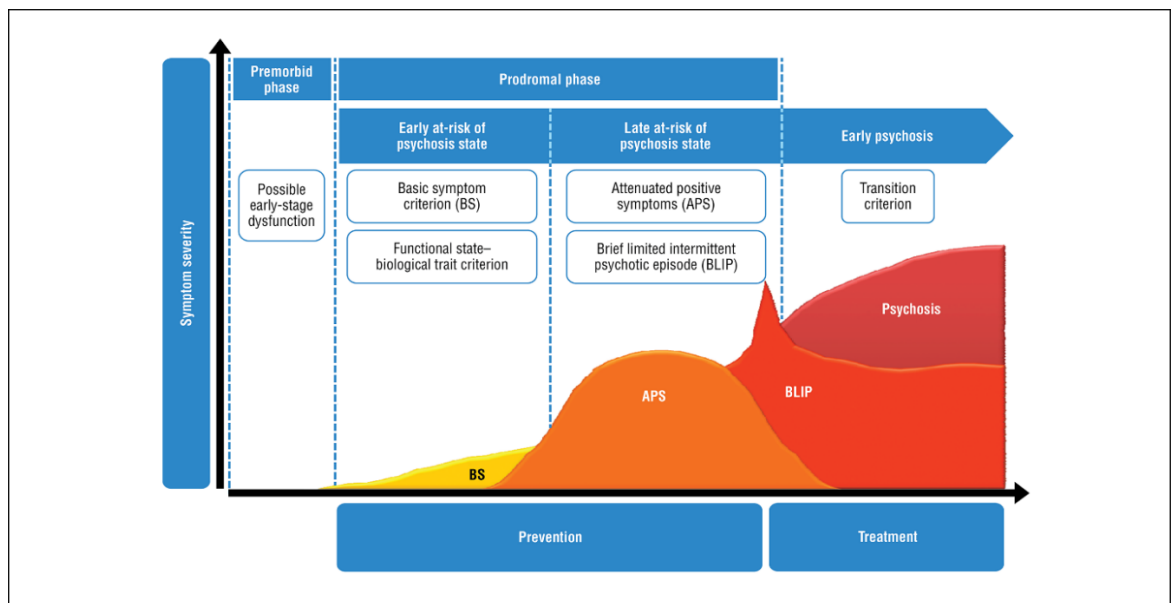 Symptom severity
Premorbid
phase
Prodromal phase
Early at-risk of
psychosis state
Late at-risk of
psychosis state
Early psychosis
Possible
early-stage
dysfunction
Basic symptom
criterion (BS)
Functional state–
biological trait criterion
Attenuated positive
symptoms (APS)
Brief limited intermittent
psychotic episode (BLIP)
Transition
criterion
BS
APS
BLIP
Psychosis
Prevention
Treatment